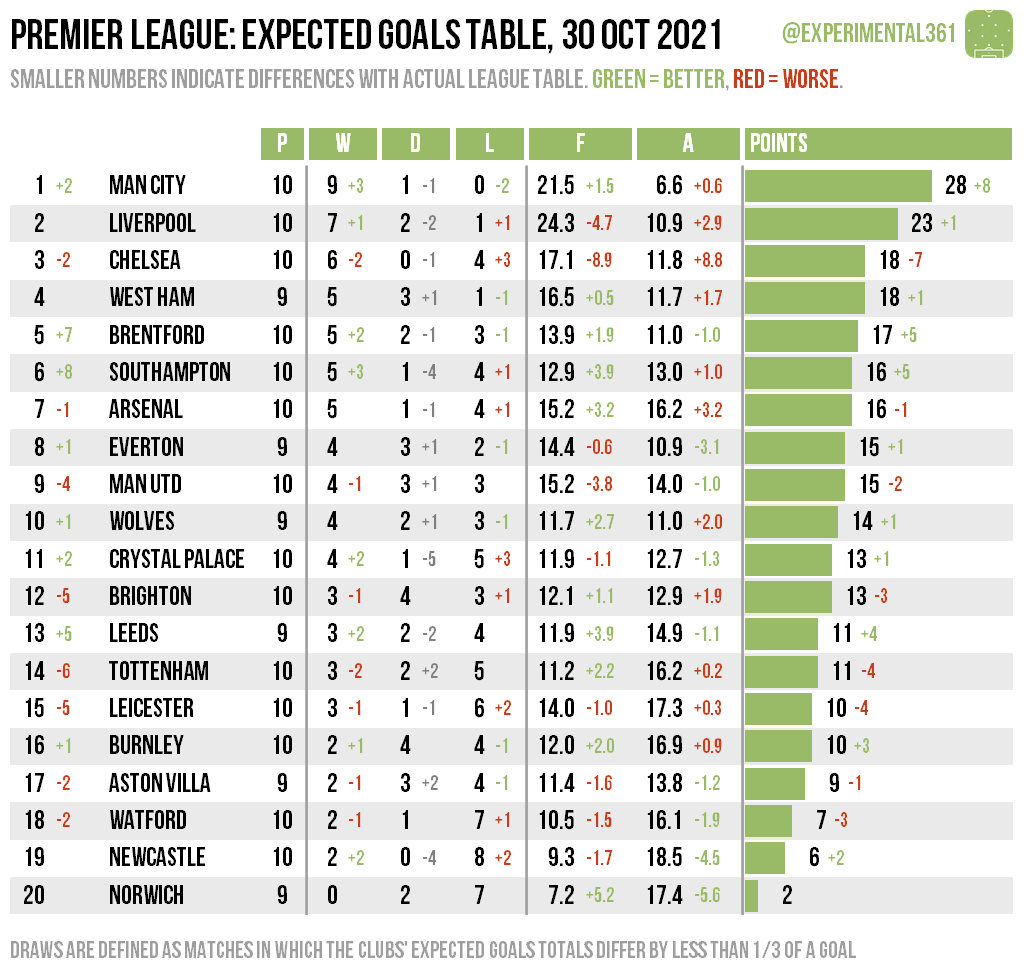 PREMIER LEAGUE: EXPECTED GOALS TABLE, 30 OCT 2021 @EXPERIMENTAL361
SMALLER NUMBERS INDICATE DIFFERENCES WITH ACTUAL LEAGUE TABLE. GREEN = BETTER, RED = WORSE.
P W D L F A POINTS
1 +2 MAN CITY 10 9 +3 1 -1 0 -2 21.5 +1.5 6.6 +0.6 28 +8
2 LIVERPOOL 10 7 +1 2 -2 1 +1 24.3 -4.7 10.9 +2.9 23 +1
3 -2 CHELSEA 10 6 -2 0 -1 4 +3 17.1 -8.9 11.8 +8.8 18 -7
4 WEST HAM 9 5 3 +1 1 -1 16.5 +0.5 11.7 +1.7 18 +1
5 +7 BRENTFORD 10 5 +2 2 -1 3 -1 13.9 +1.9 11.0 -1.0 17 +5
6 +8 SOUTHAMPTON 10 5 +3 1 -4 4 +1 12.9 +3.9 13.0 +1.0 16 +5
7 -1 ARSENAL 10 5 1 -1 4 +1 15.2 +3.2 16.2 +3.2 16 -1
8 +1 EVERTON 9 4 3 +1 2 -1 14.4 -0.6 10.9 -3.1 15 +1
9 -4 MAN UTD 10 4 -1 3 +1 3 15.2 -3.8 14.0 -1.0 15 -2
10 +1 WOLVES 9 4 2 +1 3 -1 11.7 +2.7 11.0 +2.0 14 +1
11 +2 CRYSTAL PALACE 10 4 +2 1 -5 5 +3 11.9 -1.1 12.7 -1.3 13 +1
12 -5 BRIGHTON 10 3 -1 4 3 +1 12.1 +1.1 12.9 +1.9 13 -3
13 +5 LEEDS 9 3 +2 2 -2 4 11.9 +3.9 14.9 -1.1 11 +4
14 -6 TOTTENHAM 10 3 -2 2 +2 5 11.2 +2.2 16.2 +0.2 11 -4
15 -5 LEICESTER 10 3 -1 1 -1 6 +2 14.0 -1.0 17.3 +0.3 10 -4
16 +1 BURNLEY 10 2 +1 4 4 -1 12.0 +2.0 16.9 +0.9 10 +3
17 -2 ASTON VILLA 9 2 -1 3 +2 4 -1 11.4 -1.6 13.8 -1.2 9 -1
18 -2 WATFORD 10 2 -1 1 7 +1 10.5 -1.5 16.1 -1.9 7 -3
19 NEWCASTLE 10 2 +2 0 -4 8 +2 9.3 -1.7 18.5 -4.5 6 +2
20 NORWICH 9 0 2 7 7.2 +5.2 17.4 -5.6 2
DRAWS ARE DEFINED AS MATCHES IN WHICH THE CLUBS' EXPECTED GOALS TOTALS DIFFER BY LESS THAN 1/3 OF A GOAL